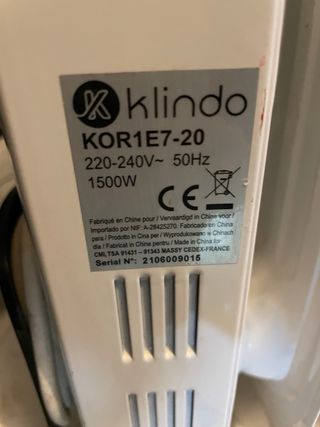 klindo
KOR1E7-20
220-240V~ 50Hz
1500W
CE
Fabriqué en Chine pour / Vervaardigd in China voor /
Importado por NIF: A-28425270. Fabricado en China
para / Produto in Cina per / Wyprodukowano w Chinach
dla / Fabricat in China pentru / Made in China for
CMI,TSA 91431 – 91343 MASSY CEDEX-FRANCE
Serial N°: 2106009015